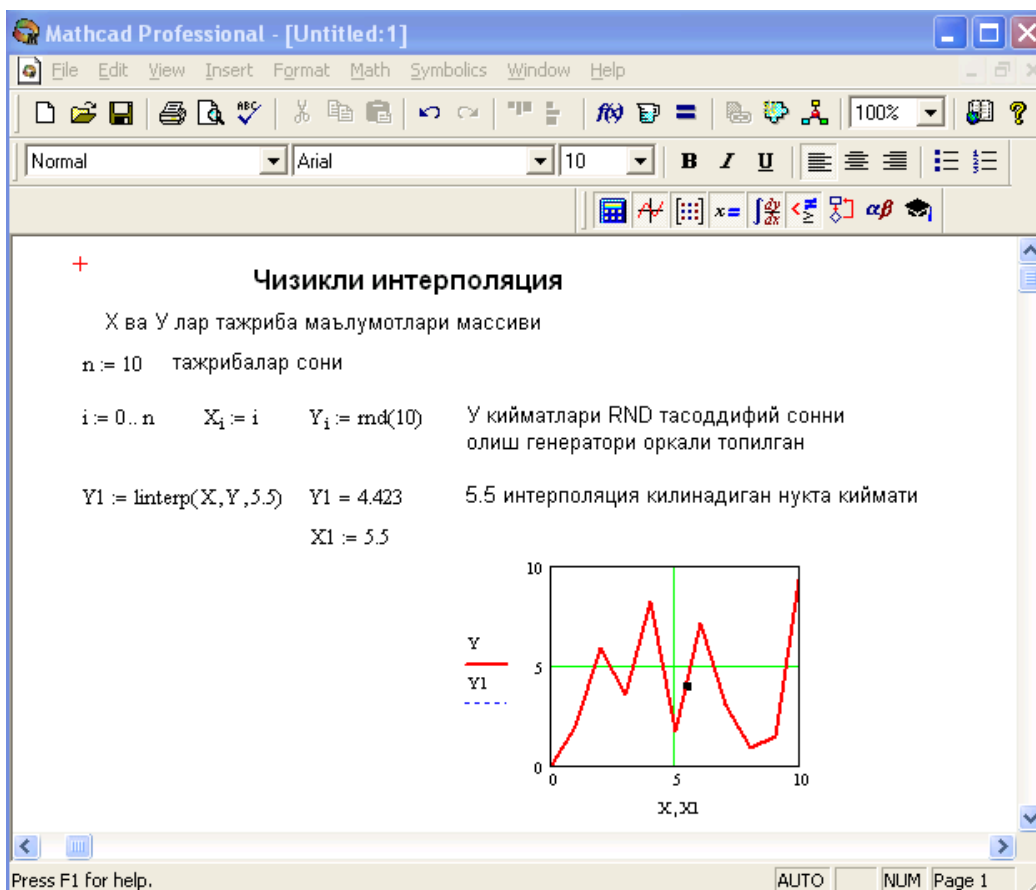 Mathcad Professional - [Untitled:1]
File Edit View Insert Format Math Symbolics Window Help
100%
Normal Arial 10 B I U
x= αβ
Чизикли интерполяция
X ва У лар тажриба маълумотлари массиви
n := 10 тажрибалар сони
i := 0.. n Xi := i Yi := rnd(10) У кийматлари RND тасоддифий сонни
олиш генератори оркали топилган
Y1 := linterp(X,Y,5.5) Y1 = 4.423 5.5 интерполяция килинадиган нукта киймати
X1 := 5.5
10
Y
5
Y1
0
0 5 10
X,X1
Press F1 for help. AUTO NUM Page 1